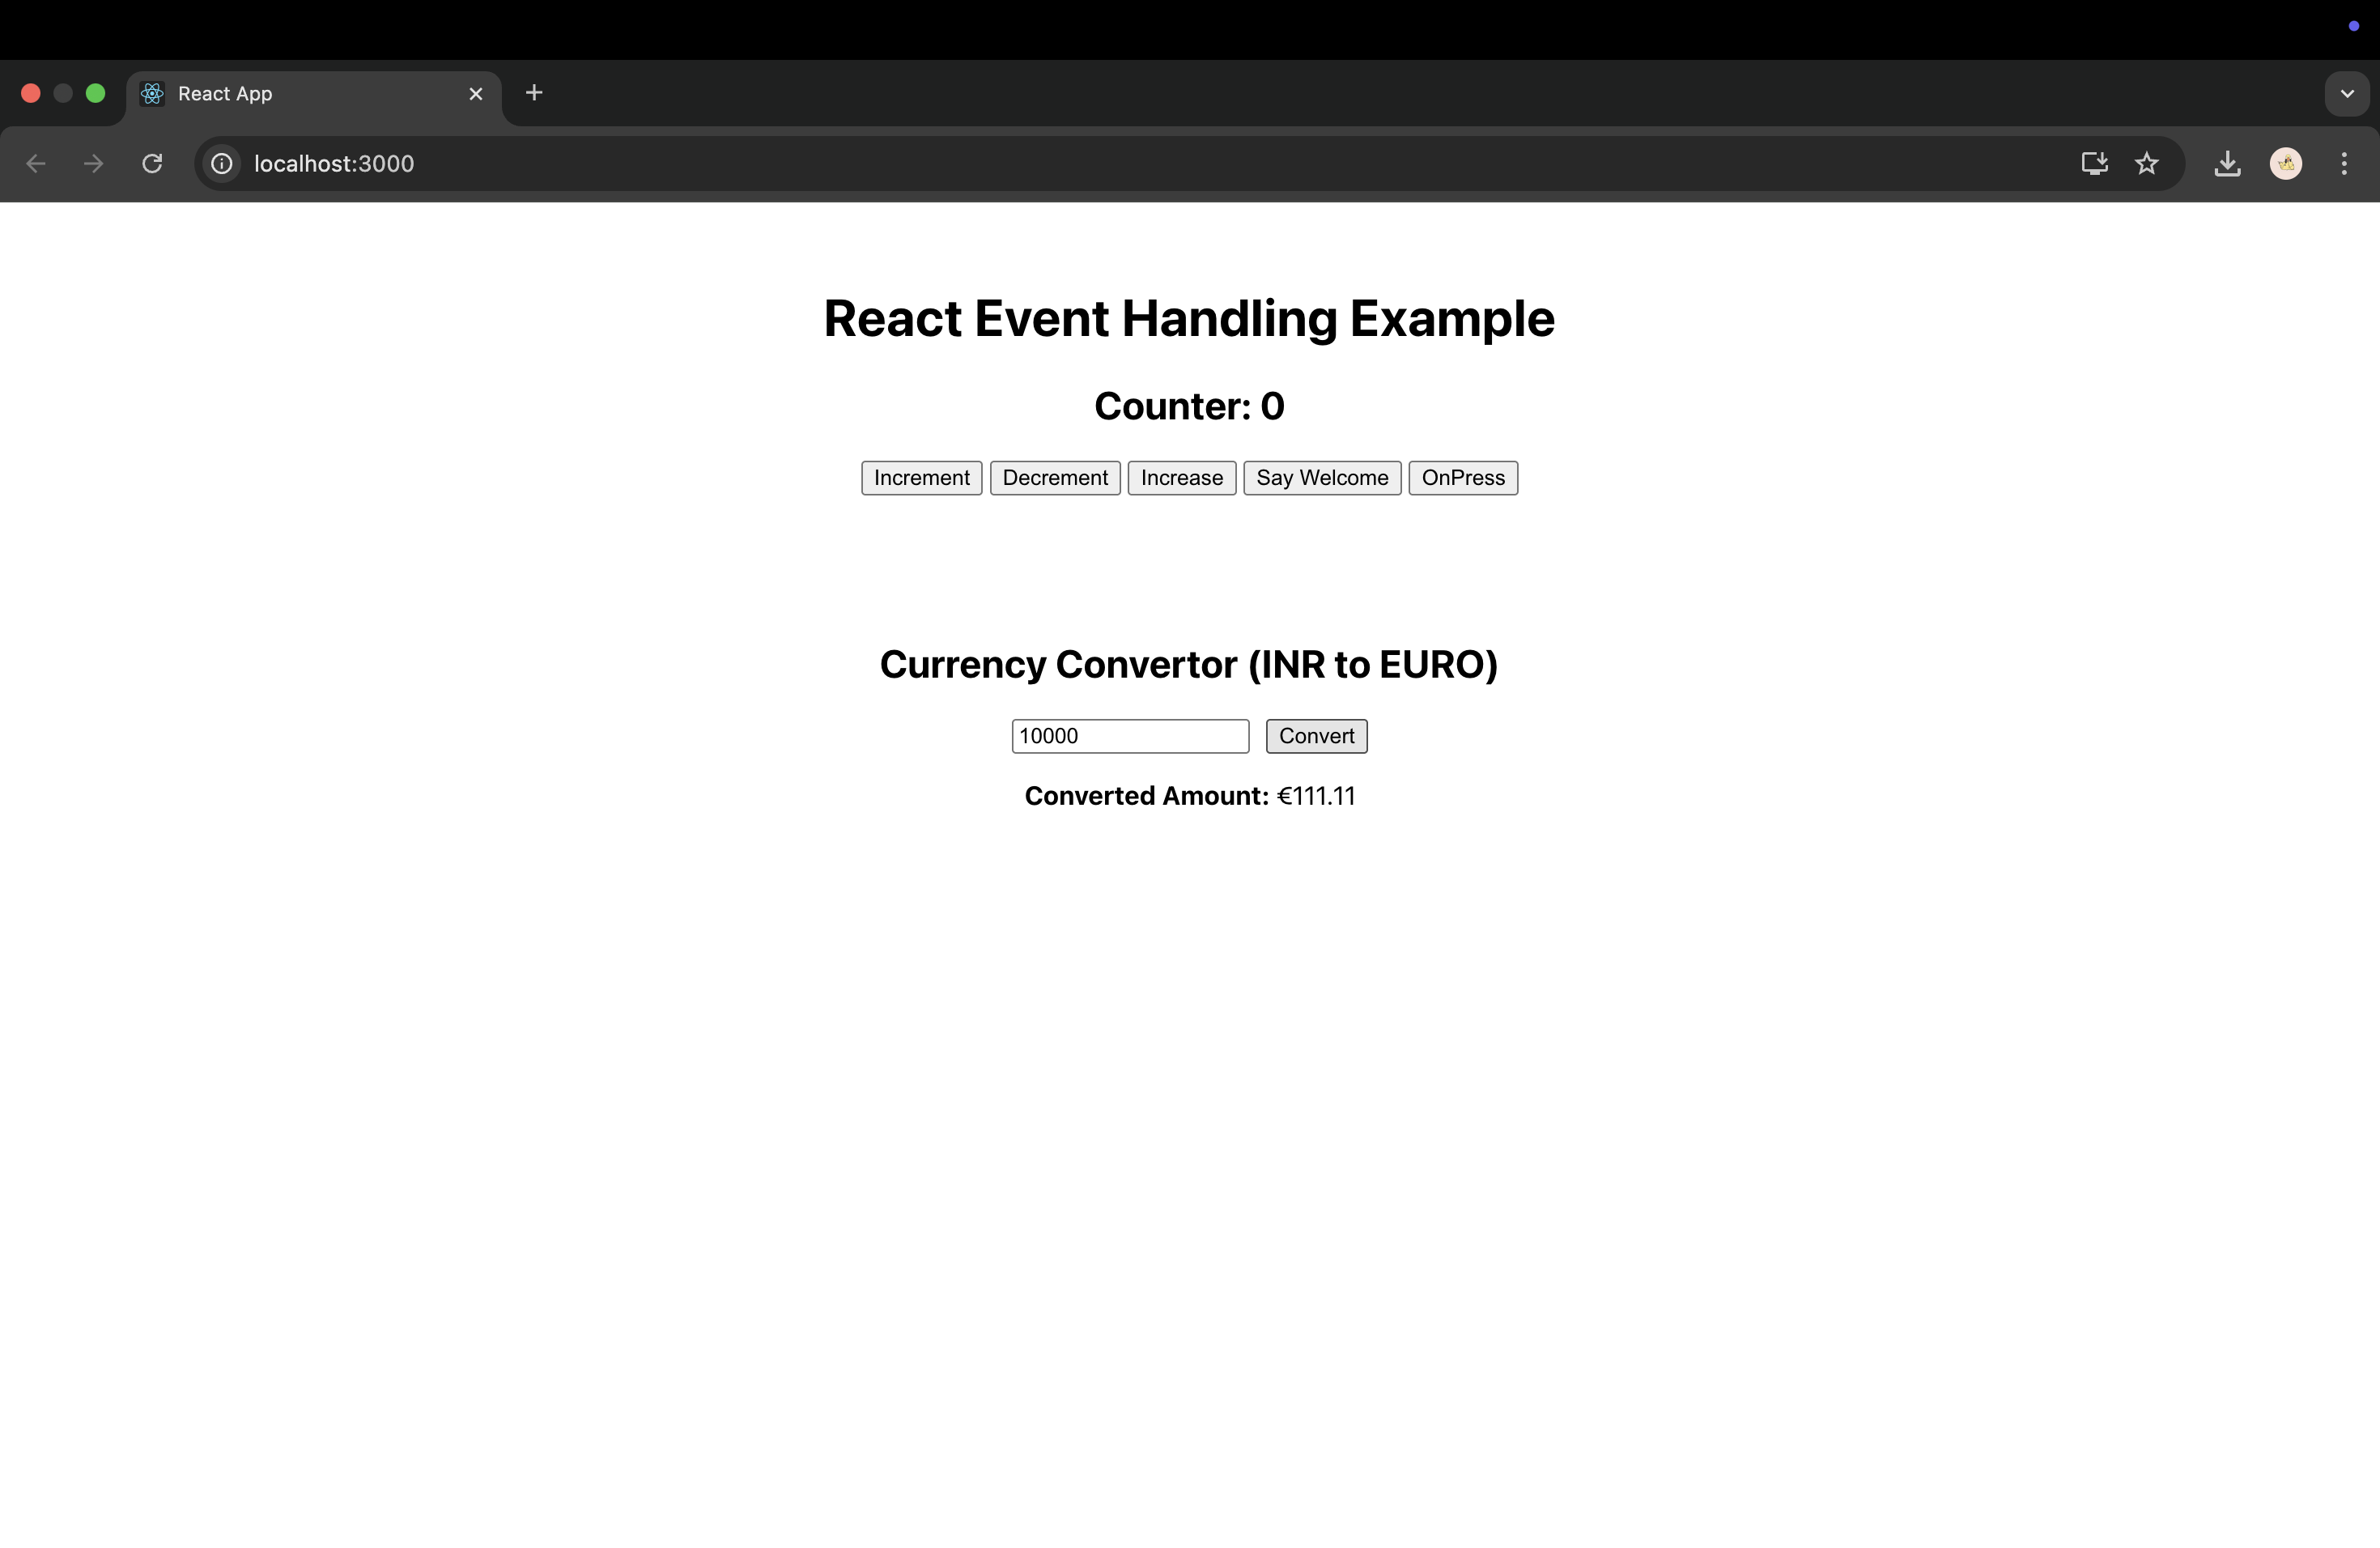 React App
localhost:3000
React Event Handling Example
Counter: 0
Increment Decrement Increase Say Welcome OnPress
Currency Convertor (INR to EURO)
10000 Convert
Converted Amount: €111.11